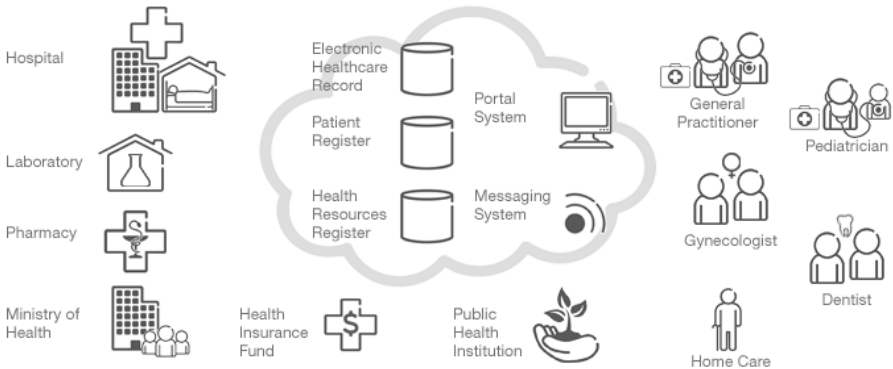 Hospital
Electronic
Healthcare
Record
Portal
System
General
Practitioner
Pediatrician
Patient
Register
Laboratory
Health
Resources
Register
Messaging
System
Pharmacy
Gynecologist
Dentist
Ministry of
Health
Health
Insurance
Fund
$
Public
Health
Institution
Home Care